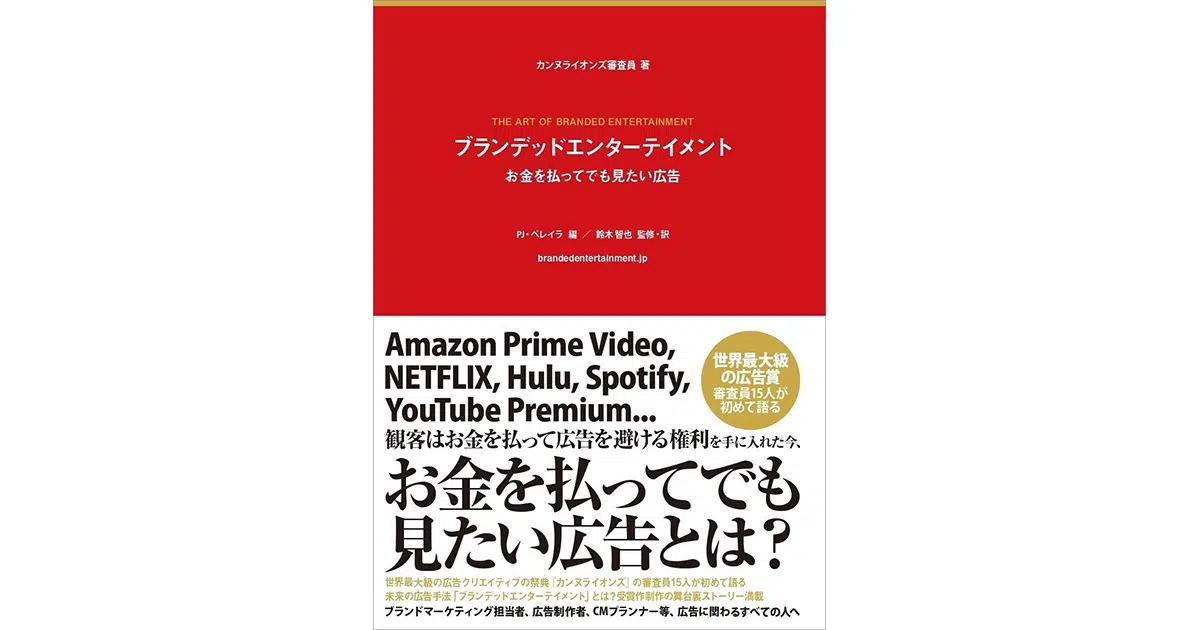 カンヌライオンズ審査員 著
THE ART OF BRANDED ENTERTAINMENT
ブランデッドエンターテイメント
お金を払ってでも見たい広告
PJ・ペレイラ 編 ／ 鈴木智也 監修・訳
brandedentertainment.jp
Amazon Prime Video,
NETFLIX, Hulu, Spotify,
YouTube Premium...
世界最大級
の広告賞
審査員15人が
初めて語る
観客はお金を払って広告を避ける権利を手に入れた今、
お金を払ってでも
見たい広告とは？
世界最大級の広告クリエイティブの祭典『カンヌライオンズ』の審査員15人が初めて語る
未来の広告手法「ブランデッドエンターテイメント」とは？受賞作制作の舞台裏ストーリー満載
ブランドマーケティング担当者、広告制作者、CMプランナー等、広告に関わるすべての人へ